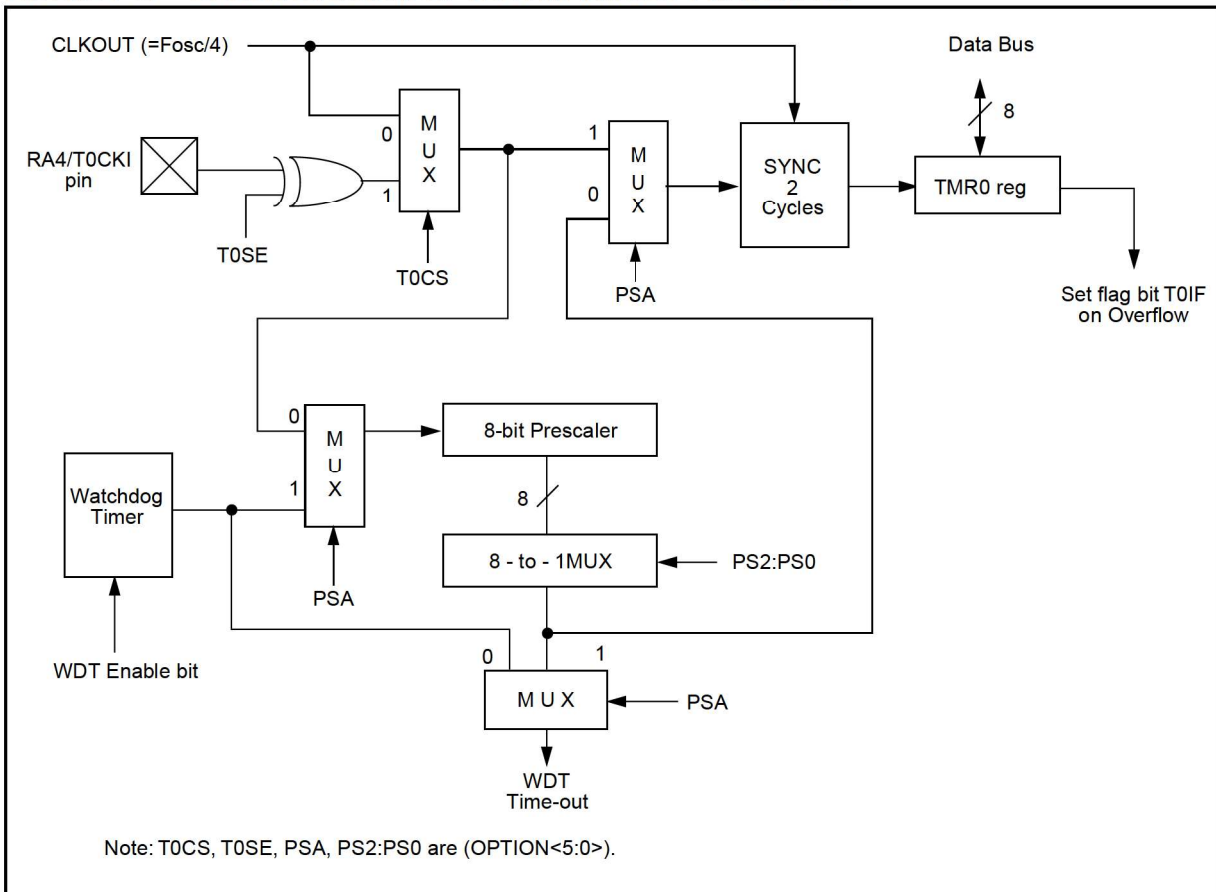 CLKOUT (=Fosc/4)
Data Bus
8
RA4/T0CKI
pin
T0SE
0
1
M
U
X
T0CS
1
0
M
U
X
PSA
SYNC
2
Cycles
TMR0 reg
Set flag bit T0IF
on Overflow
0
1
M
U
X
PSA
8-bit Prescaler
8
Watchdog
Timer
8 - to - 1MUX
PS2:PS0
WDT Enable bit
0
1
M U X
PSA
WDT
Time-out
Note: T0CS, T0SE, PSA, PS2:PS0 are (OPTION<5:0>).